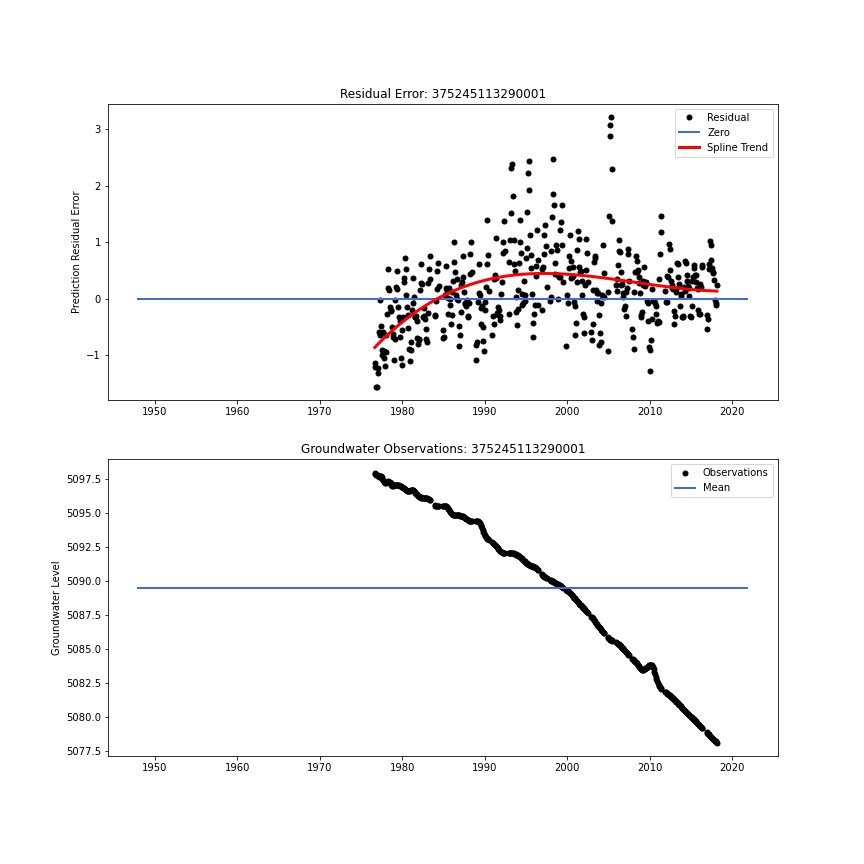 Residual Error: 375245113290001
Prediction Residual Error
3
2
1
0
−1
Residual
Zero
Spline Trend
1950 1960 1970 1980 1990 2000 2010 2020
Groundwater Observations: 375245113290001
Groundwater Level
5097.5
5095.0
5092.5
5090.0
5087.5
5085.0
5082.5
5080.0
5077.5
Observations
Mean
1950 1960 1970 1980 1990 2000 2010 2020